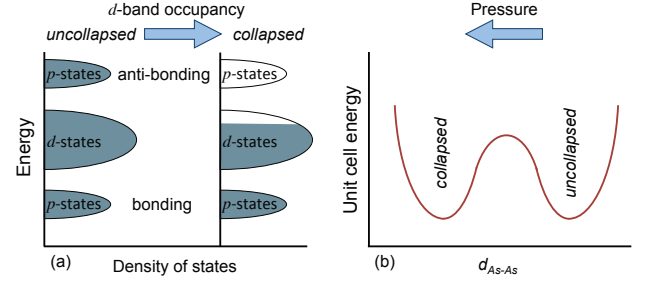 d-band occupancy
uncollapsed
collapsed
p-states
anti-bonding
p-states
Energy
d-states
d-states
p-states
bonding
p-states
(a)
Density of states
Pressure
Unit cell energy
collapsed
uncollapsed
(b)
dAs-As